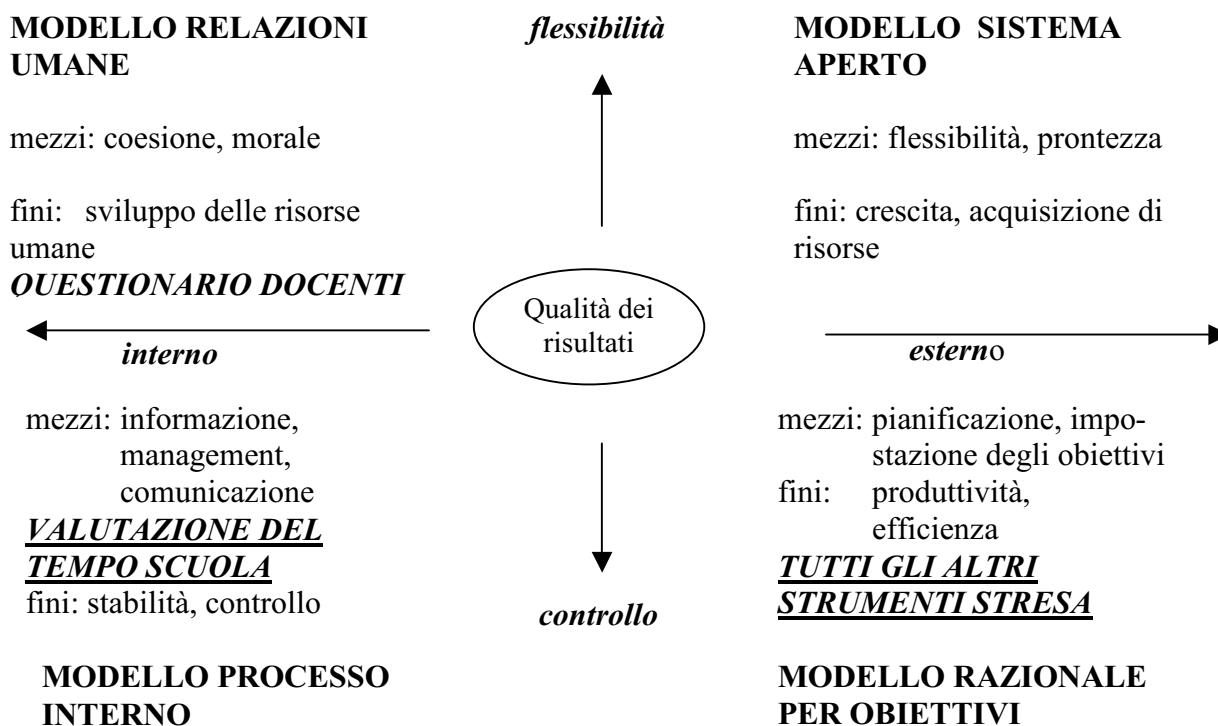 MODELLO RELAZIONI
UMANE
mezzi: coesione, morale
fini: sviluppo delle risorse
umane
QUESTIONARIO DOCENTI
flessibilità
MODELLO SISTEMA
APERTO
mezzi: flessibilità, prontezza
fini: crescita, acquisizione di
risorse
Qualità dei
risultati
interno
esterno
mezzi: informazione,
management,
comunicazione
VALUTAZIONE DEL
TEMPO SCUOLA
fini: stabilità, controllo
MODELLO PROCESSO
INTERNO
controllo
mezzi: pianificazione, impo-
stazione degli obiettivi
fini: produttività,
efficienza
TUTTI GLI ALTRI
STRUMENTI STRESA
MODELLO RAZIONALE
PER OBIETTIVI